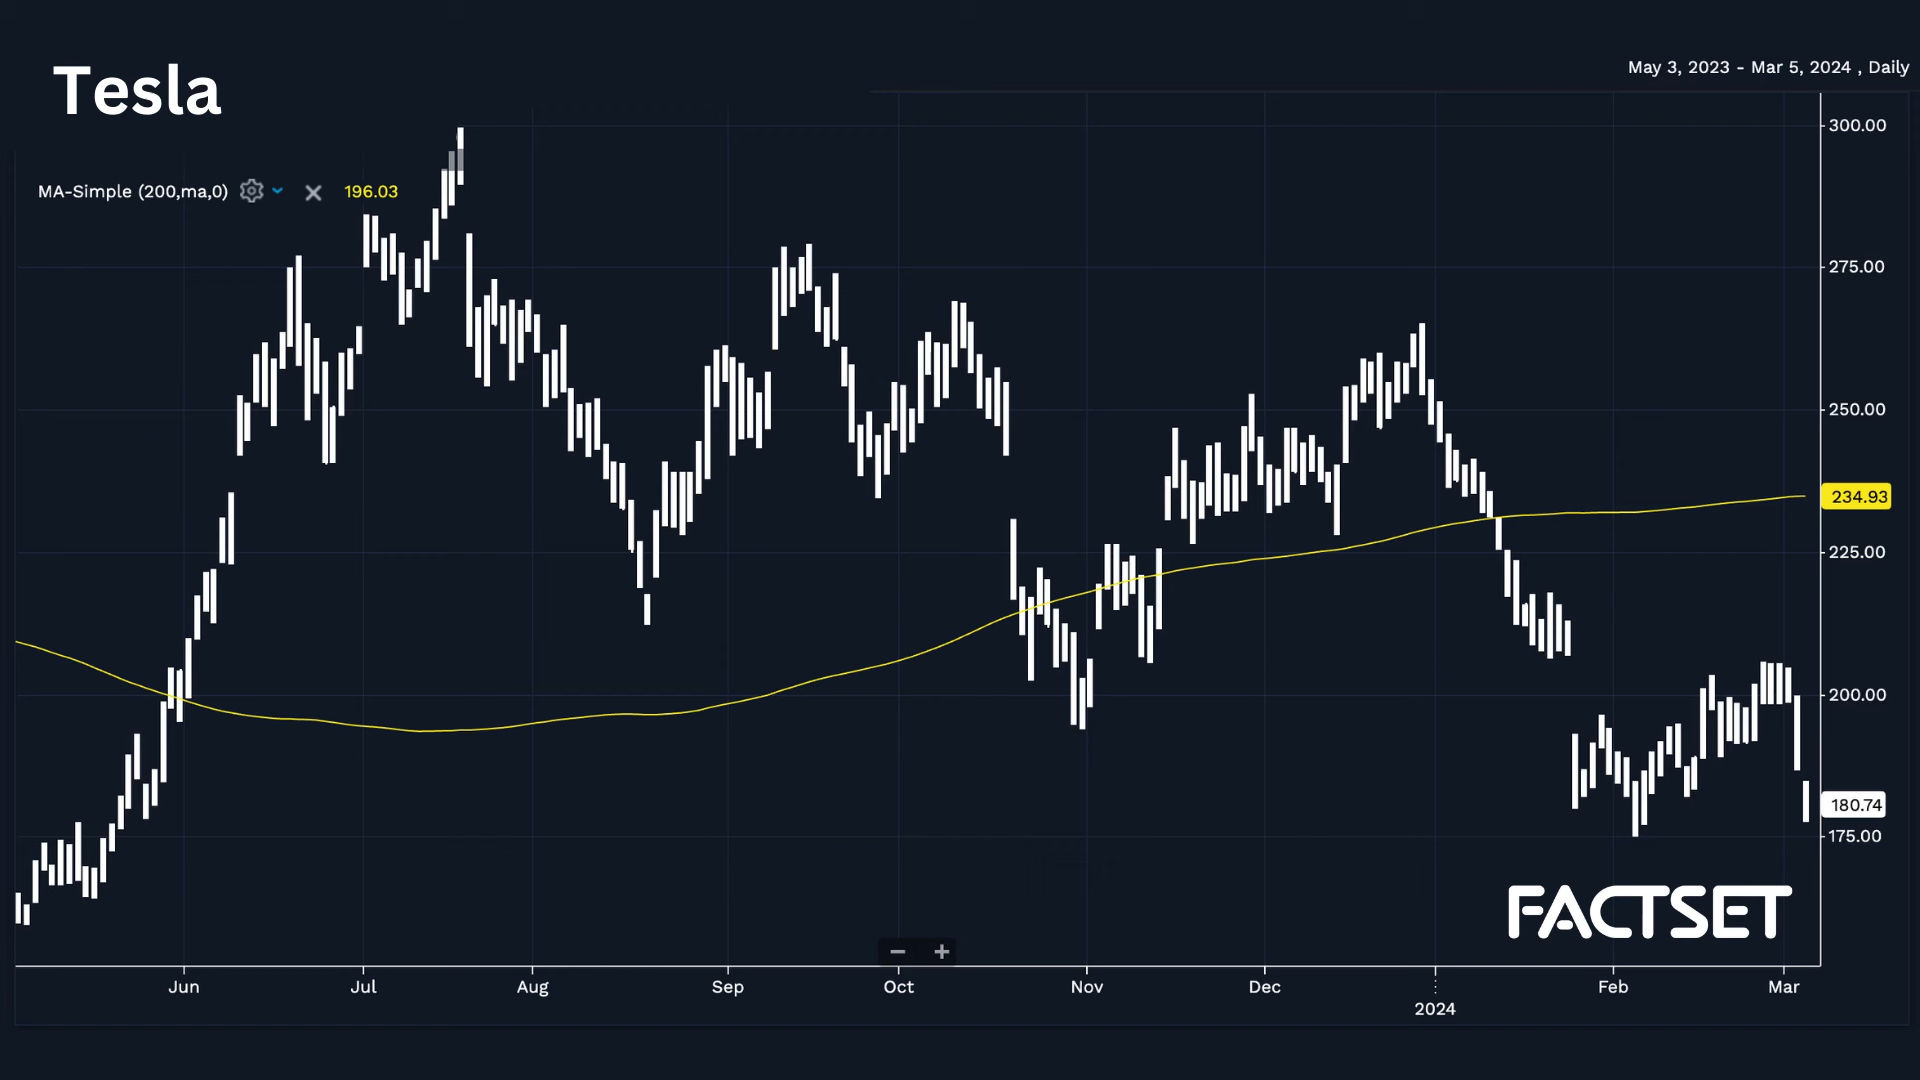 Tesla
May 3, 2023 - Mar 5, 2024 , Daily
MA-Simple (200,ma,0) 196.03
300.00
275.00
250.00
234.93
225.00
200.00
180.74
175.00
FACTSET
Jun Jul Aug Sep Oct Nov Dec Feb Mar
2024